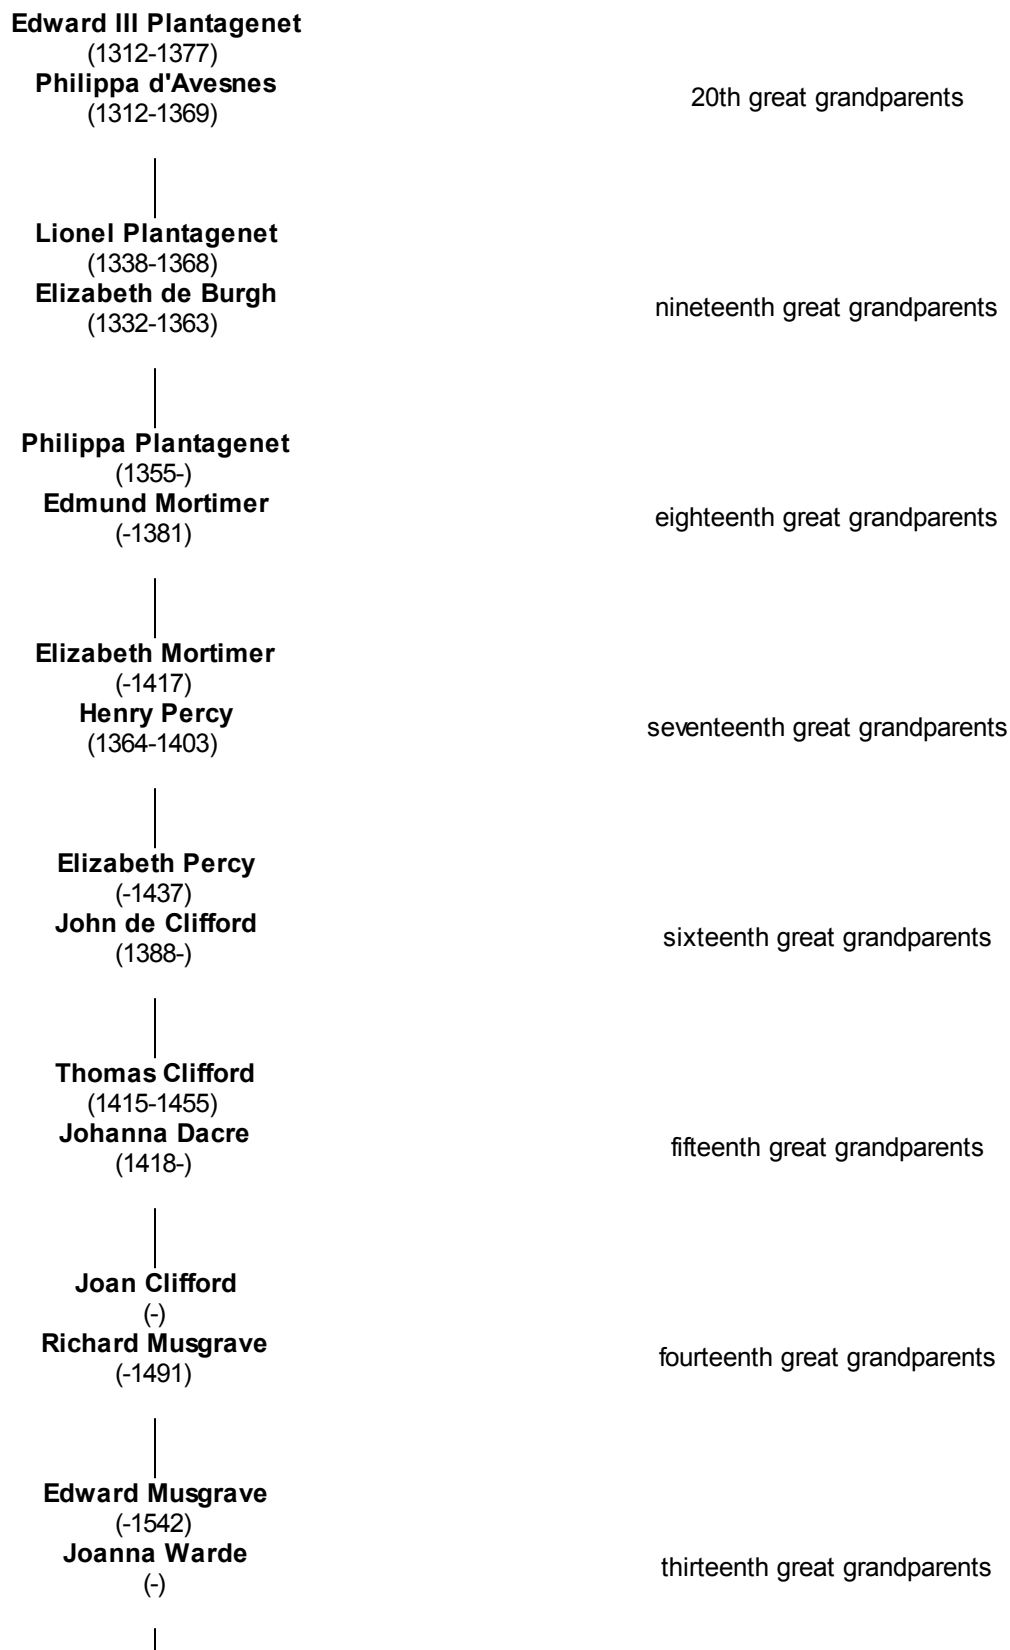 Edward III Plantagenet
(1312-1377)
Philippa d'Avesnes
(1312-1369)
20th great grandparents
Lionel Plantagenet
(1338-1368)
Elizabeth de Burgh
(1332-1363)
nineteenth great grandparents
Philippa Plantagenet
(1355-)
Edmund Mortimer
(-1381)
eighteenth great grandparents
Elizabeth Mortimer
(-1417)
Henry Percy
(1364-1403)
seventeenth great grandparents
Elizabeth Percy
(-1437)
John de Clifford
(1388-)
sixteenth great grandparents
Thomas Clifford
(1415-1455)
Johanna Dacre
(1418-)
fifteenth great grandparents
Joan Clifford
(-)
Richard Musgrave
(-1491)
fourteenth great grandparents
Edward Musgrave
(-1542)
Joanna Warde
(-)
thirteenth great grandparents